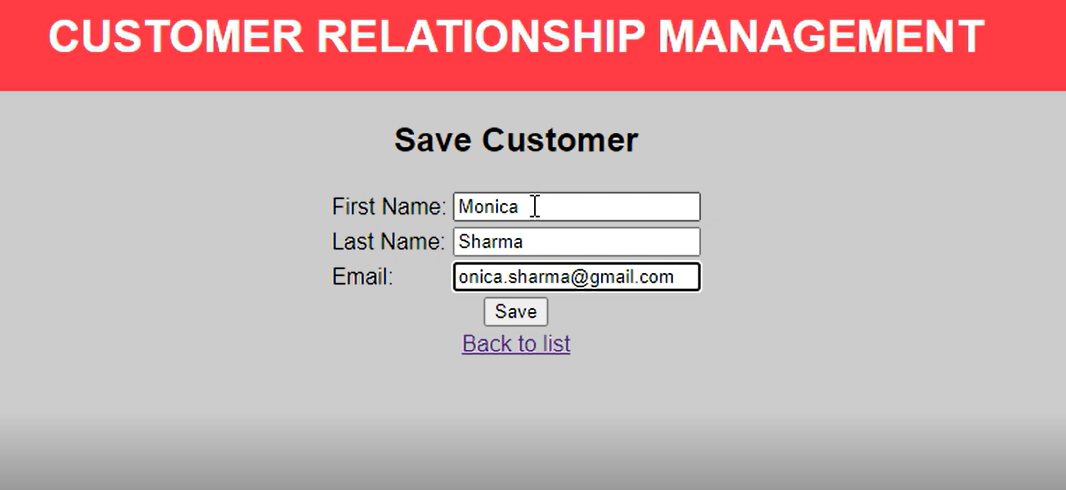 CUSTOMER RELATIONSHIP MANAGEMENT
Save Customer
First Name: Monica
Last Name: Sharma
Email: onica.sharma@gmail.com
Save
Back to list